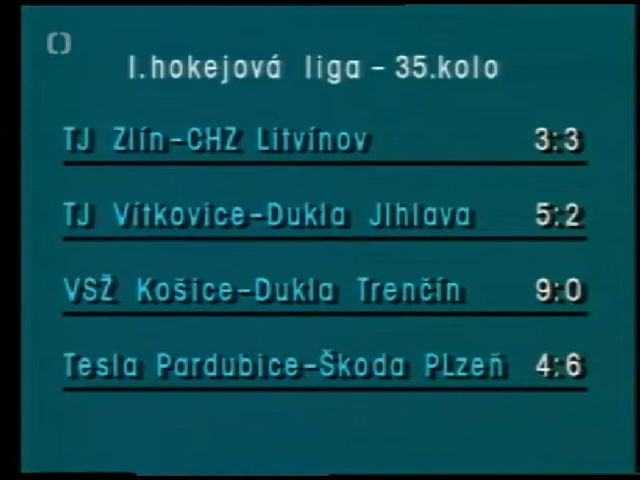 I.hokejová liga - 35.kolo
TJ Zlín-CHZ Litvínov 3:3
TJ Vítkovice-Dukla JIhlava 5:2
VSŽ Košice-Dukla Trenčín 9:0
Tesla Pardubice-Škoda PLzeň 4:6